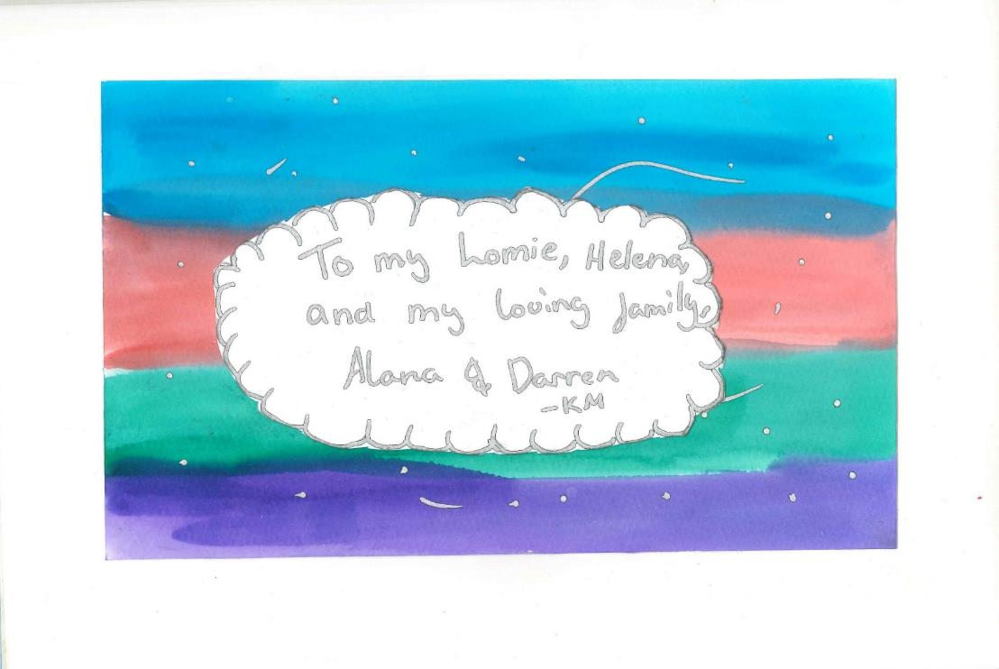 To my homie, Helena,
and my loving family,
Alana & Darren
-KM